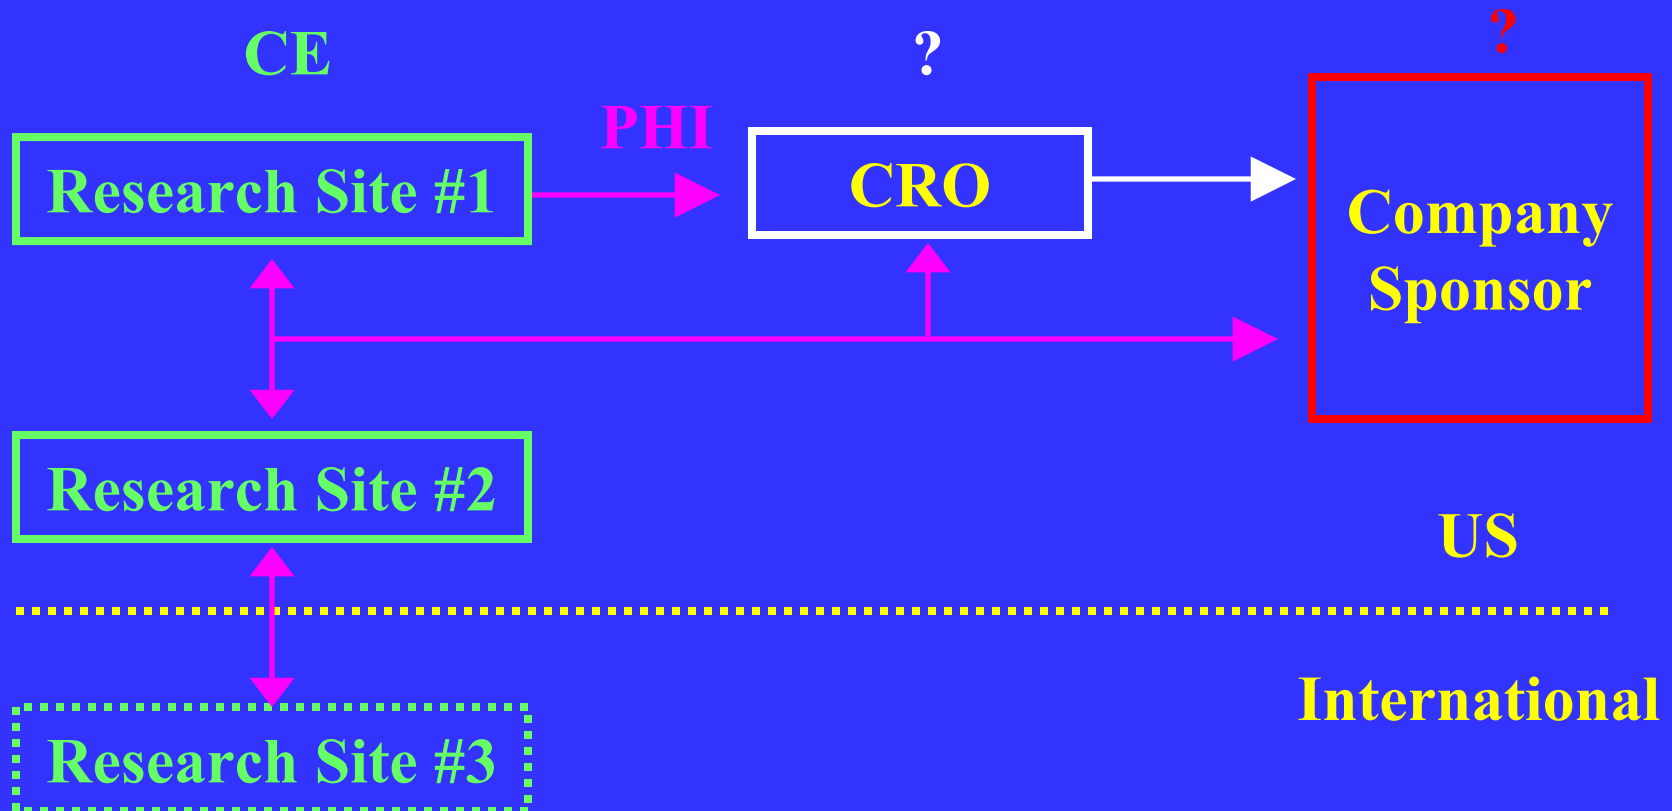 CE
?
?
PHI
Research Site #1
CRO
Company
Sponsor
Research Site #2
US
International
Research Site #3